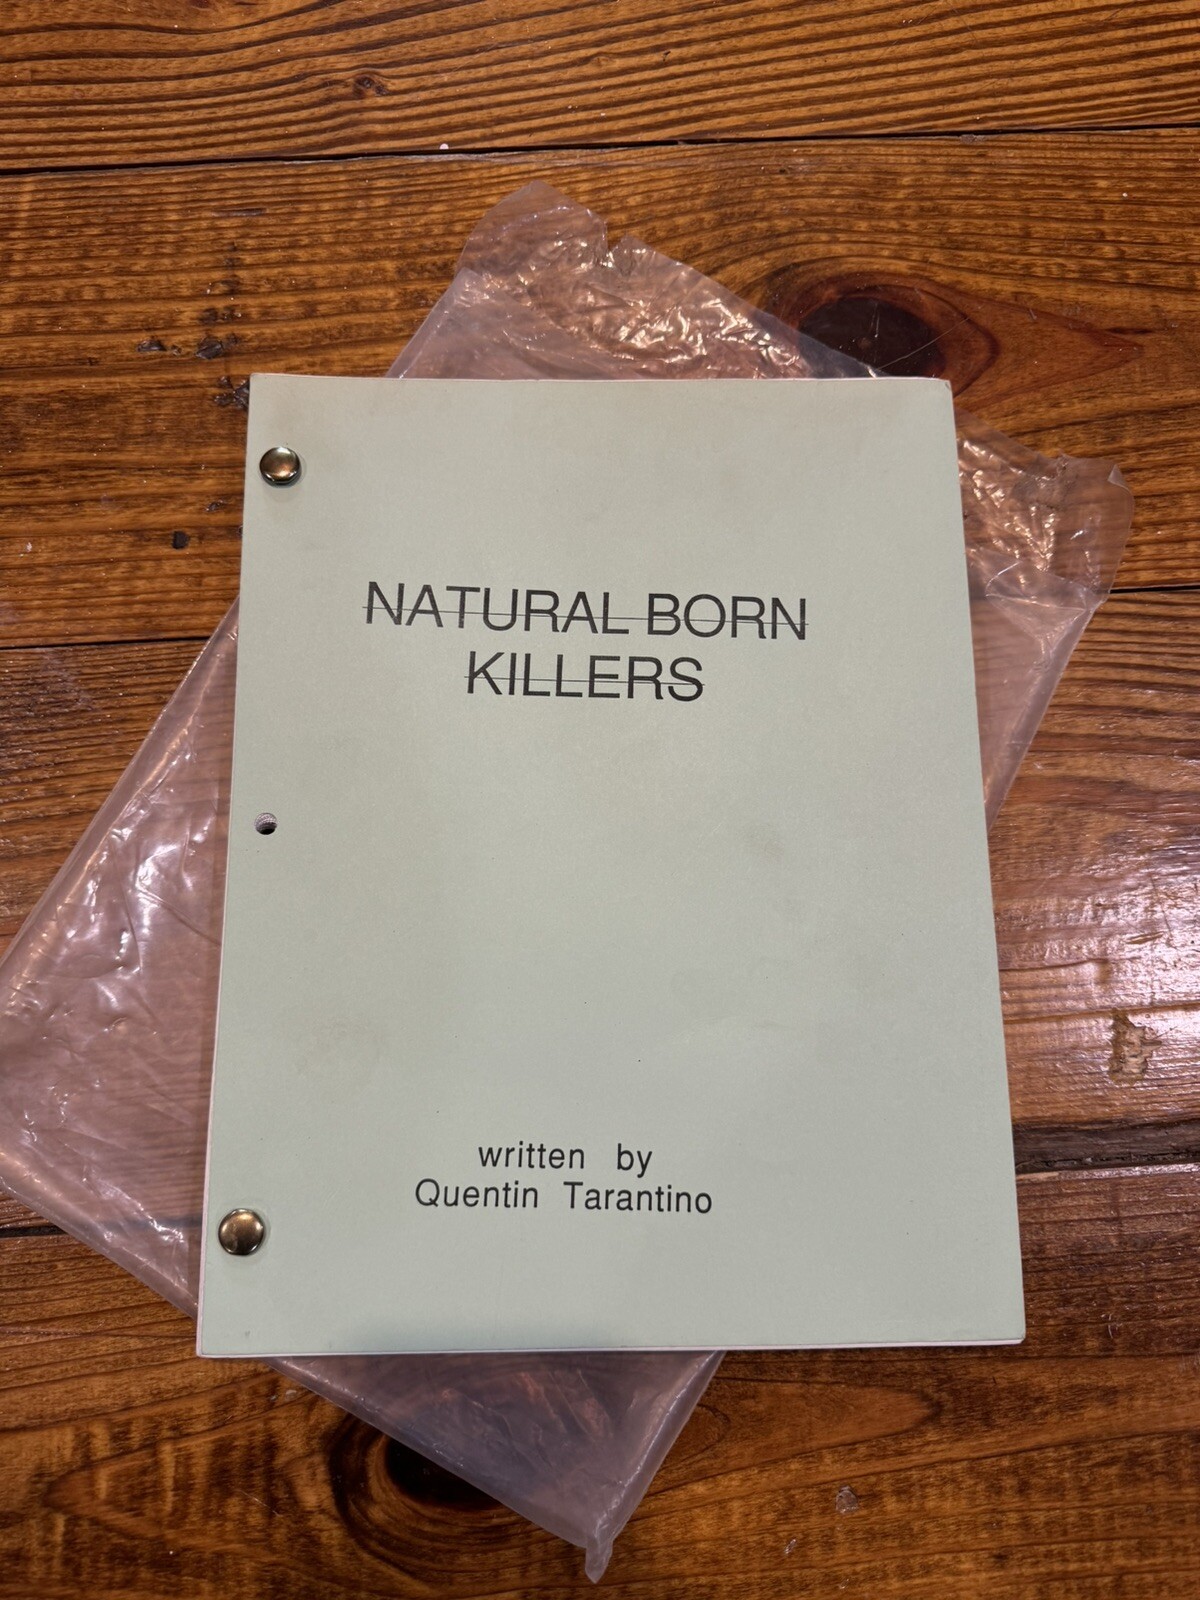 NATURAL BORN
KILLERS
written by
Quentin Tarantino